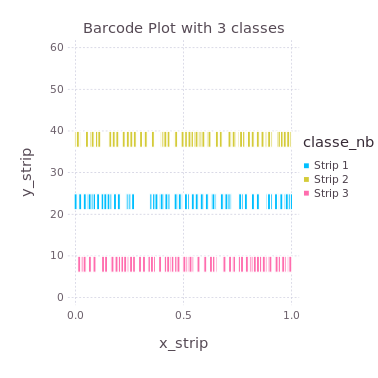 Barcode Plot with 3 classes
60
50
40
30
20
10
0
y_strip
0.0
0.5
1.0
x_strip
classe_nb
Strip 1
Strip 2
Strip 3